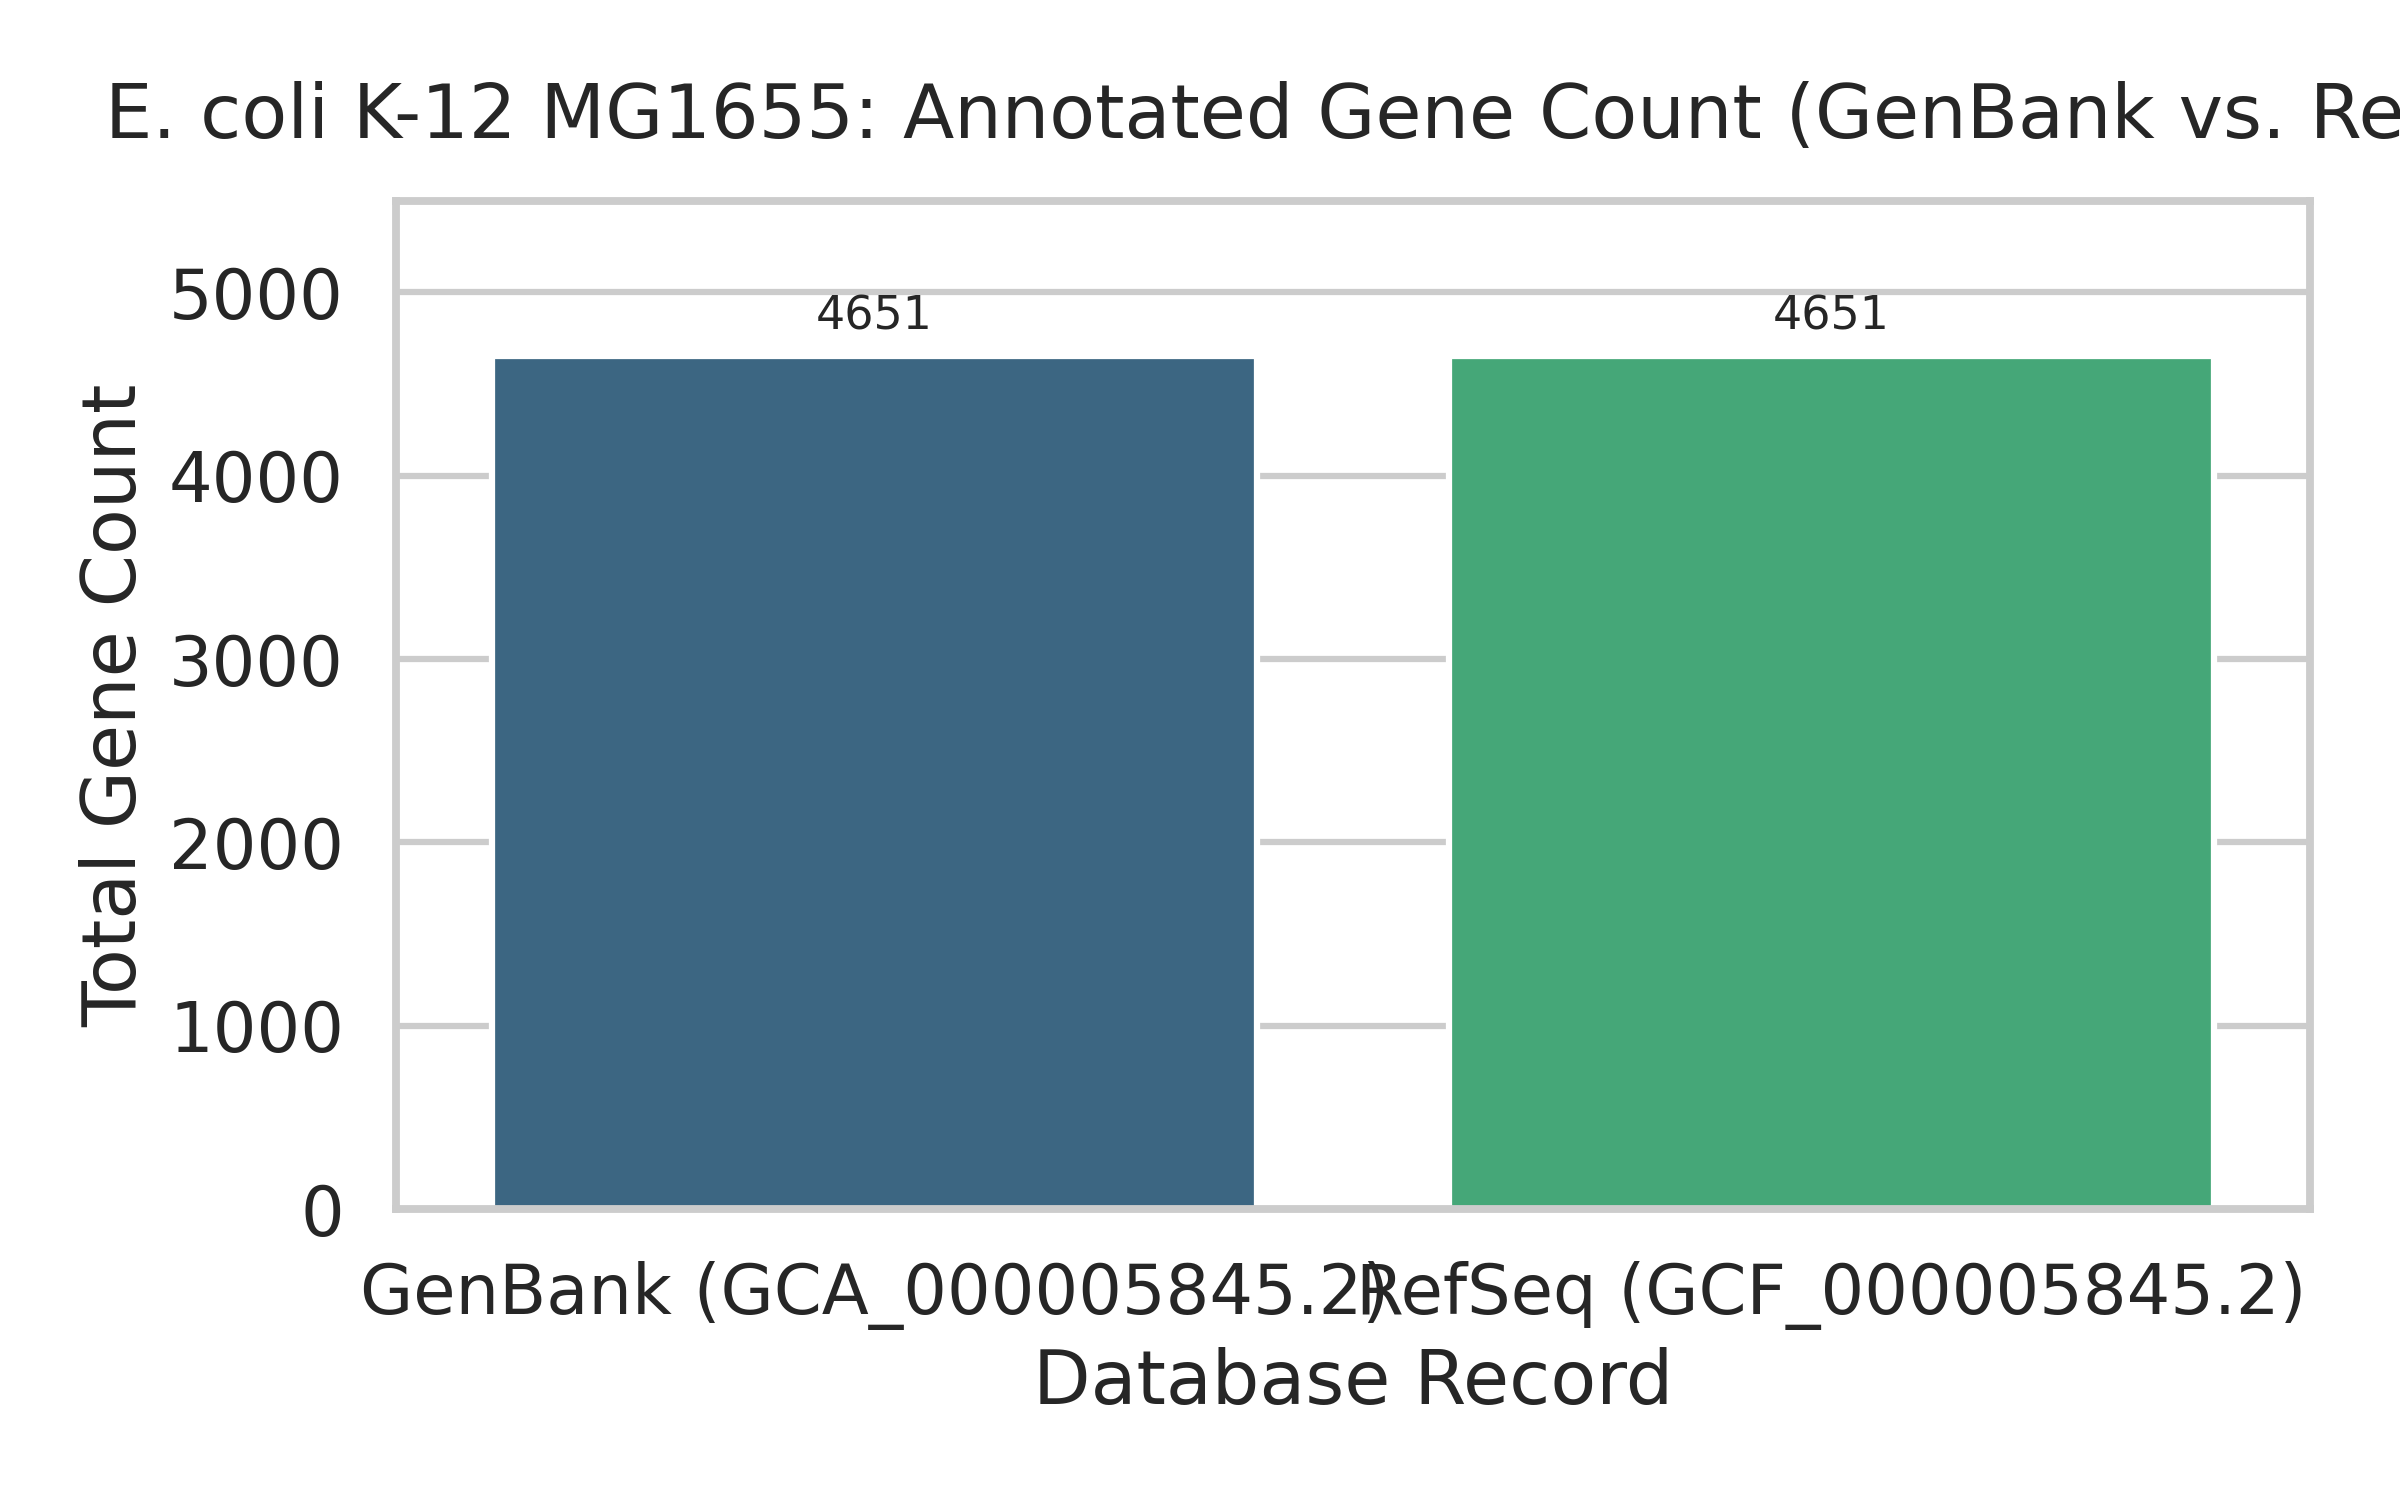 E. coli K-12 MG1655: Annotated Gene Count (GenBank vs. Re
Total Gene Count
5000
4000
3000
2000
1000
0
4651
4651
GenBank (GCA_000005845.2)
RefSeq (GCF_000005845.2)
Database Record